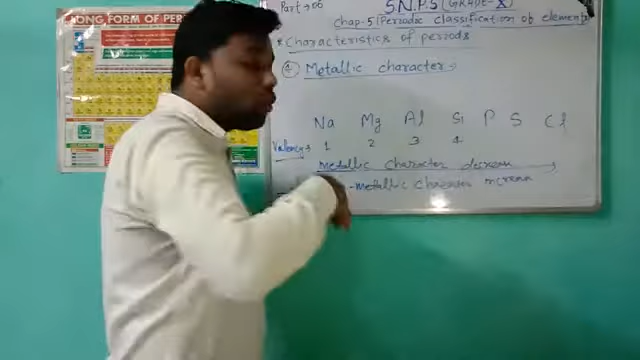 LONG FORM OF PER
Part-06 S.N.P.S (GRADE-X)
chap-5(Periodic classification of elements
* Characteristics of periods
④ Metallic character:
Na Mg Al Si P S Cl
Valency→ 1 2 3 4
metallic character decrease
-metallic character increase